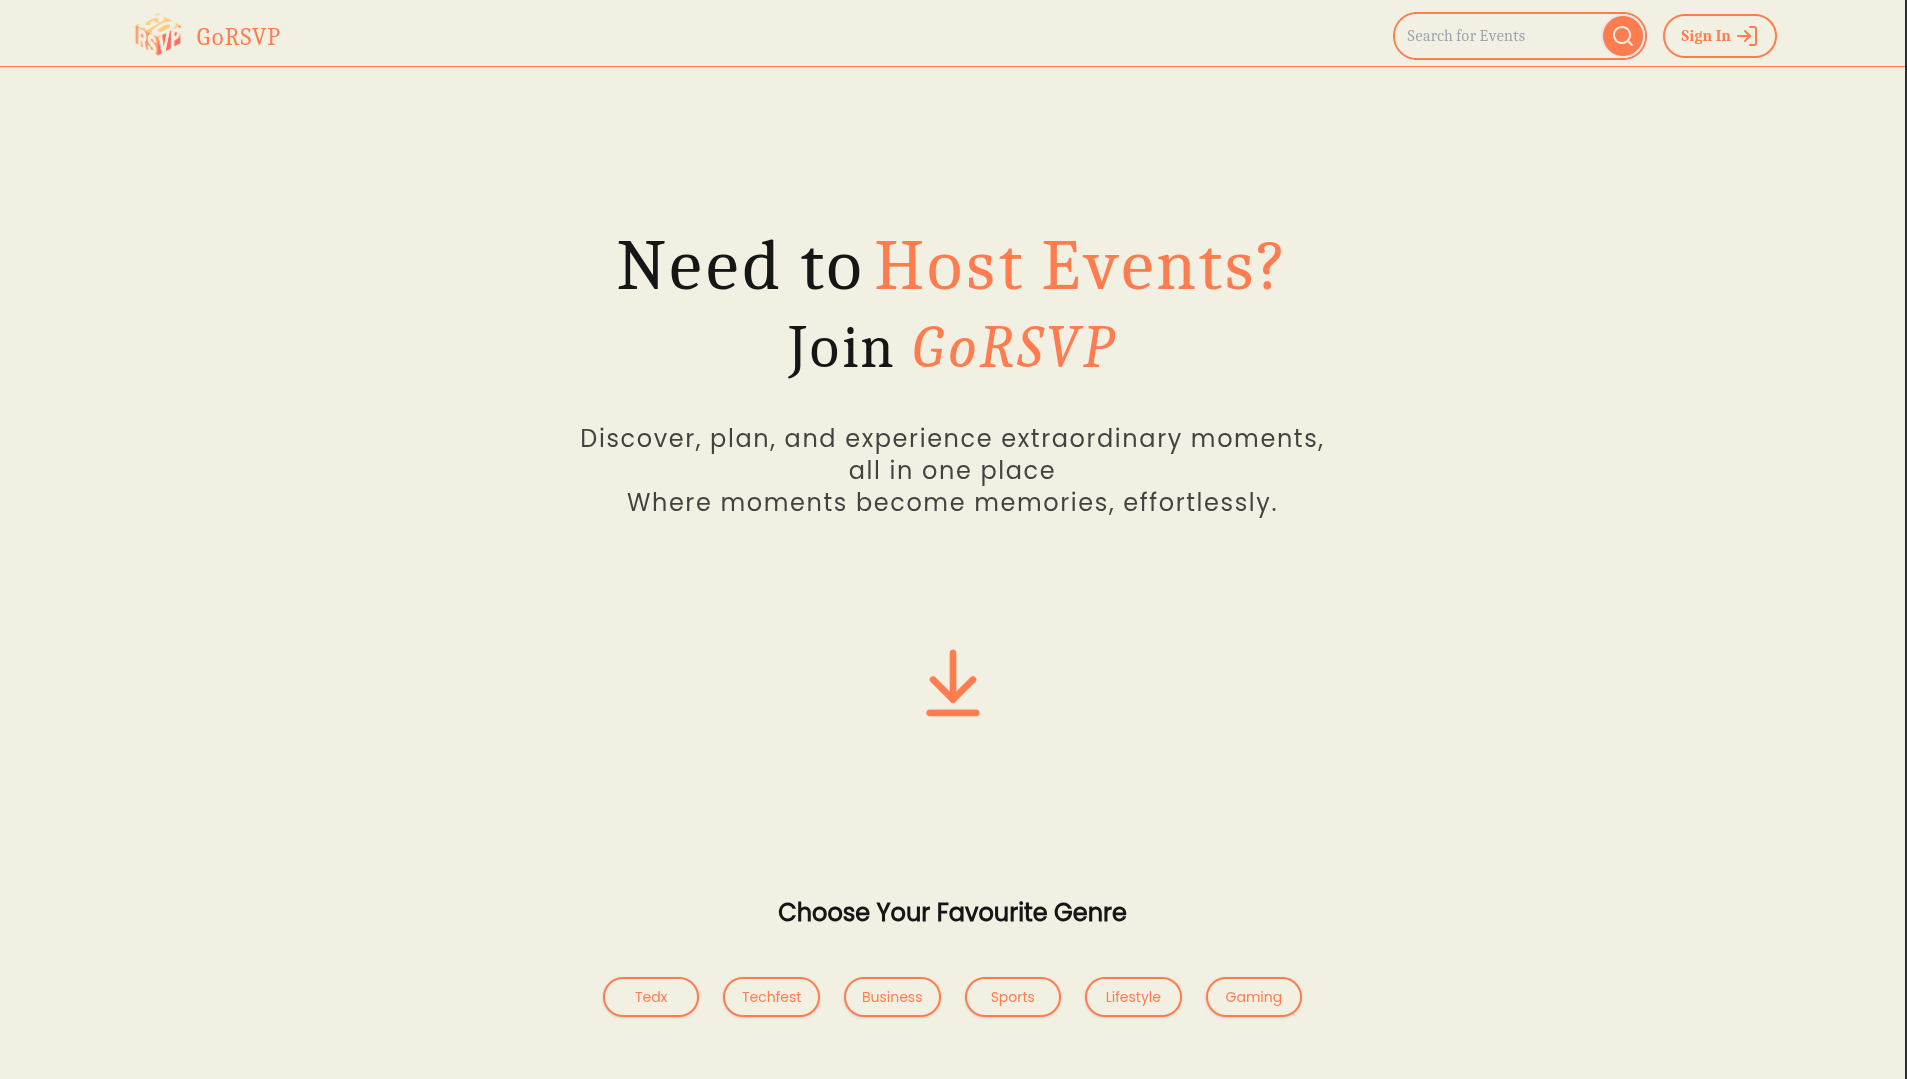 RSVP GoRSVP
Search for Events
Sign In
Need to Host Events?
Join GoRSVP
Discover, plan, and experience extraordinary moments,
all in one place
Where moments become memories, effortlessly.
Choose Your Favourite Genre
Tedx
Techfest
Business
Sports
Lifestyle
Gaming